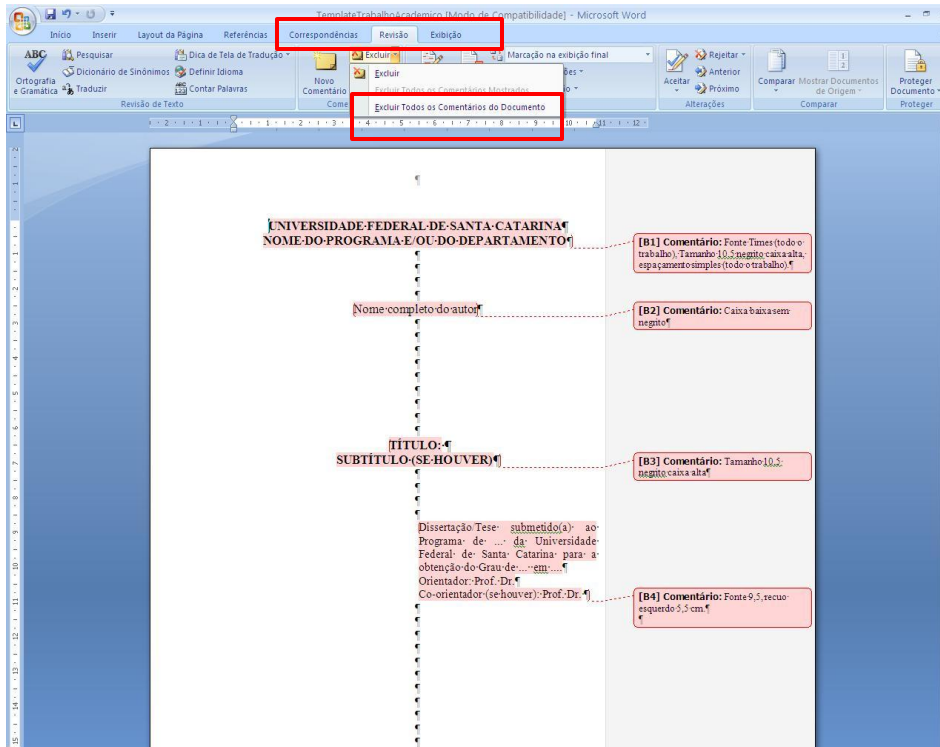 TemplateTrabalhoAcademico [Modo de Compatibilidade] - Microsoft Word
Início Inserir Layout da Página Referências Correspondências Revisão Exibição
ABC
Ortografia e Gramática
Pesquisar
Dicionário de Sinônimos
Traduzir
Dica de Tela de Tradução
Definir Idioma
Contar Palavras
Revisão de Texto
Novo Comentário
Excluir
Excluir
Excluir Todos os Comentários Mostrados
Excluir Todos os Comentários do Documento
Marcação na exibição final
Aceitar
Rejeitar
Anterior
Próximo
Alterações
Comparar
Mostrar Documentos de Origem
Comparar
Proteger Documento
Proteger
UNIVERSIDADE FEDERAL DE SANTA CATARINA
NOME DO PROGRAMA E/OU DO DEPARTAMENTO
[B1] Comentário: Fonte Times (todo o
trabalho), Tamanho 10,5 negrito caixa alta,
espaçamento simples (todo o trabalho).
Nome completo do autor
[B2] Comentário: Caixa baixa sem
negrito
TÍTULO:
SUBTÍTULO (SE HOUVER)
[B3] Comentário: Tamanho 10,5
negrito caixa alta
Dissertação/Tese submetido(a) ao
Programa de ... da Universidade
Federal de Santa Catarina para a
obtenção do Grau de ... em ....
Orientador: Prof. Dr.
Co-orientador (se houver): Prof. Dr.
[B4] Comentário: Fonte 9,5, recuo
esquerdo 5,5 cm.